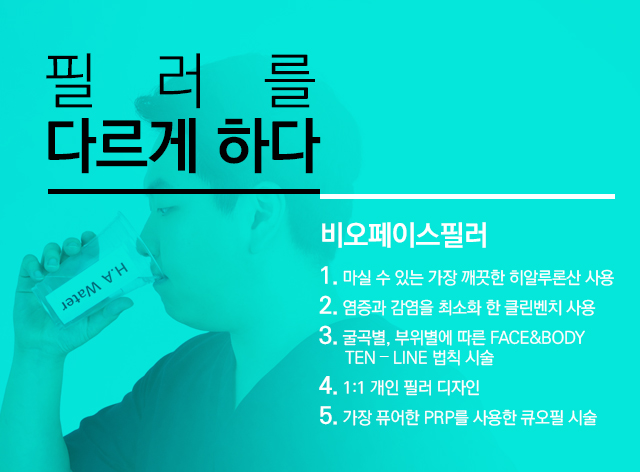 필 러 를
다르게 하다
H.A Water
비오페이스필러
1. 마실 수 있는 가장 깨끗한 히알루론산 사용
2. 염증과 감염을 최소화 한 클린벤치 사용
3. 굴곡별, 부위별에 따른 FACE&BODY
TEN – LINE 법칙 시술
4. 1:1 개인 필러 디자인
5. 가장 퓨어한 PRP를 사용한 큐오필 시술